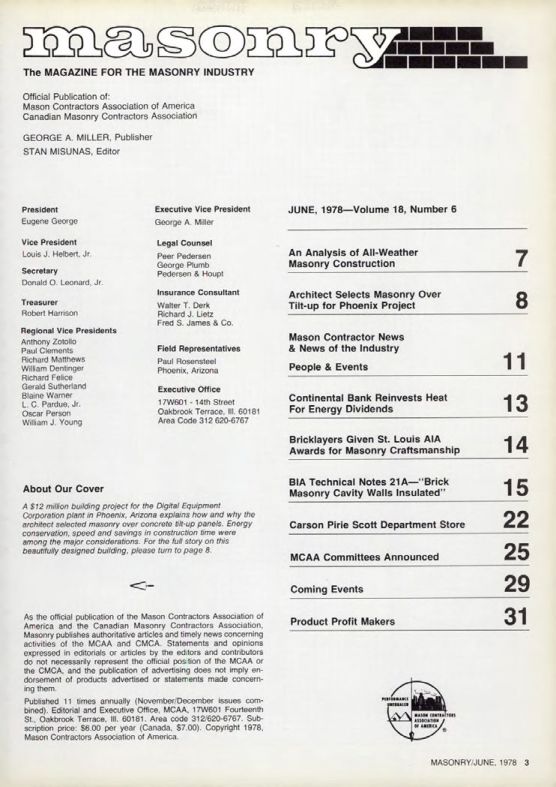 masonry
The MAGAZINE FOR THE MASONRY INDUSTRY
Official Publication of:
Mason Contractors Association of America
Canadian Masonry Contractors Association
GEORGE A. MILLER, Publisher
STAN MISUNAS, Editor
President
Eugene George
Vice President
Louis J. Helbert, Jr.
Secretary
Donald O. Leonard, Jr.
Treasurer
Robert Harrison
Regional Vice Presidents
Anthony Zotollo
Paul Clements
Richard Matthews
William Dentinger
Richard Felice
Gerald Sutherland
Blaine Warner
L. C. Pardue, Jr.
Oscar Person
William J. Young
Executive Vice President
George A. Miller
Legal Counsel
Peer Pedersen
George Plumb
Pedersen & Houpt
Insurance Consultant
Walter T. Derk
Richard J. Lietz
Fred S. James & Co.
Field Representatives
Paul Rosensteel
Phoenix, Arizona
Executive Office
17W601 - 14th Street
Oakbrook Terrace, Ill. 60181
Area Code 312 620-6767
About Our Cover
A $12 million building project for the Digital Equipment
Corporation plant in Phoenix, Arizona explains how and why the
architect selected masonry over concrete tilt-up panels. Energy
conservation, speed and savings in construction time were
among the major considerations. For the full story on this
beautifully designed building, please turn to page 8.
As the official publication of the Mason Contractors Association of
America and the Canadian Masonry Contractors Association,
Masonry publishes authoritative articles and timely news concerning
activities of the MCAA and CMCA. Statements and opinions
expressed in editorials or articles by the editors and contributors
do not necessarily represent the official position of the MCAA or
the CMCA, and the publication of advertising does not imply en-
dorsement of products advertised or statements made concern-
ing them.
Published 11 times annually (November/December issues com-
bined). Editorial and Executive Office, MCAA, 17W601 Fourteenth
St., Oakbrook Terrace, Ill. 60181. Area code 312/620-6767. Sub-
scription price: $6.00 per year (Canada, $7.00). Copyright 1978,
Mason Contractors Association of America.
JUNE, 1978—Volume 18, Number 6
An Analysis of All-Weather
Masonry Construction 7
Architect Selects Masonry Over
Tilt-up for Phoenix Project 8
Mason Contractor News
& News of the Industry
People & Events 11
Continental Bank Reinvests Heat
For Energy Dividends 13
Bricklayers Given St. Louis AIA
Awards for Masonry Craftsmanship 14
BIA Technical Notes 21A—"Brick
Masonry Cavity Walls Insulated" 15
Carson Pirie Scott Department Store 22
MCAA Committees Announced 25
Coming Events 29
Product Profit Makers 31
PERFORMANCE
UNEQUALLED
MASON CONTRACTORS
ASSOCIATION
OF AMERICA
®
MASONRY/JUNE, 1978 3